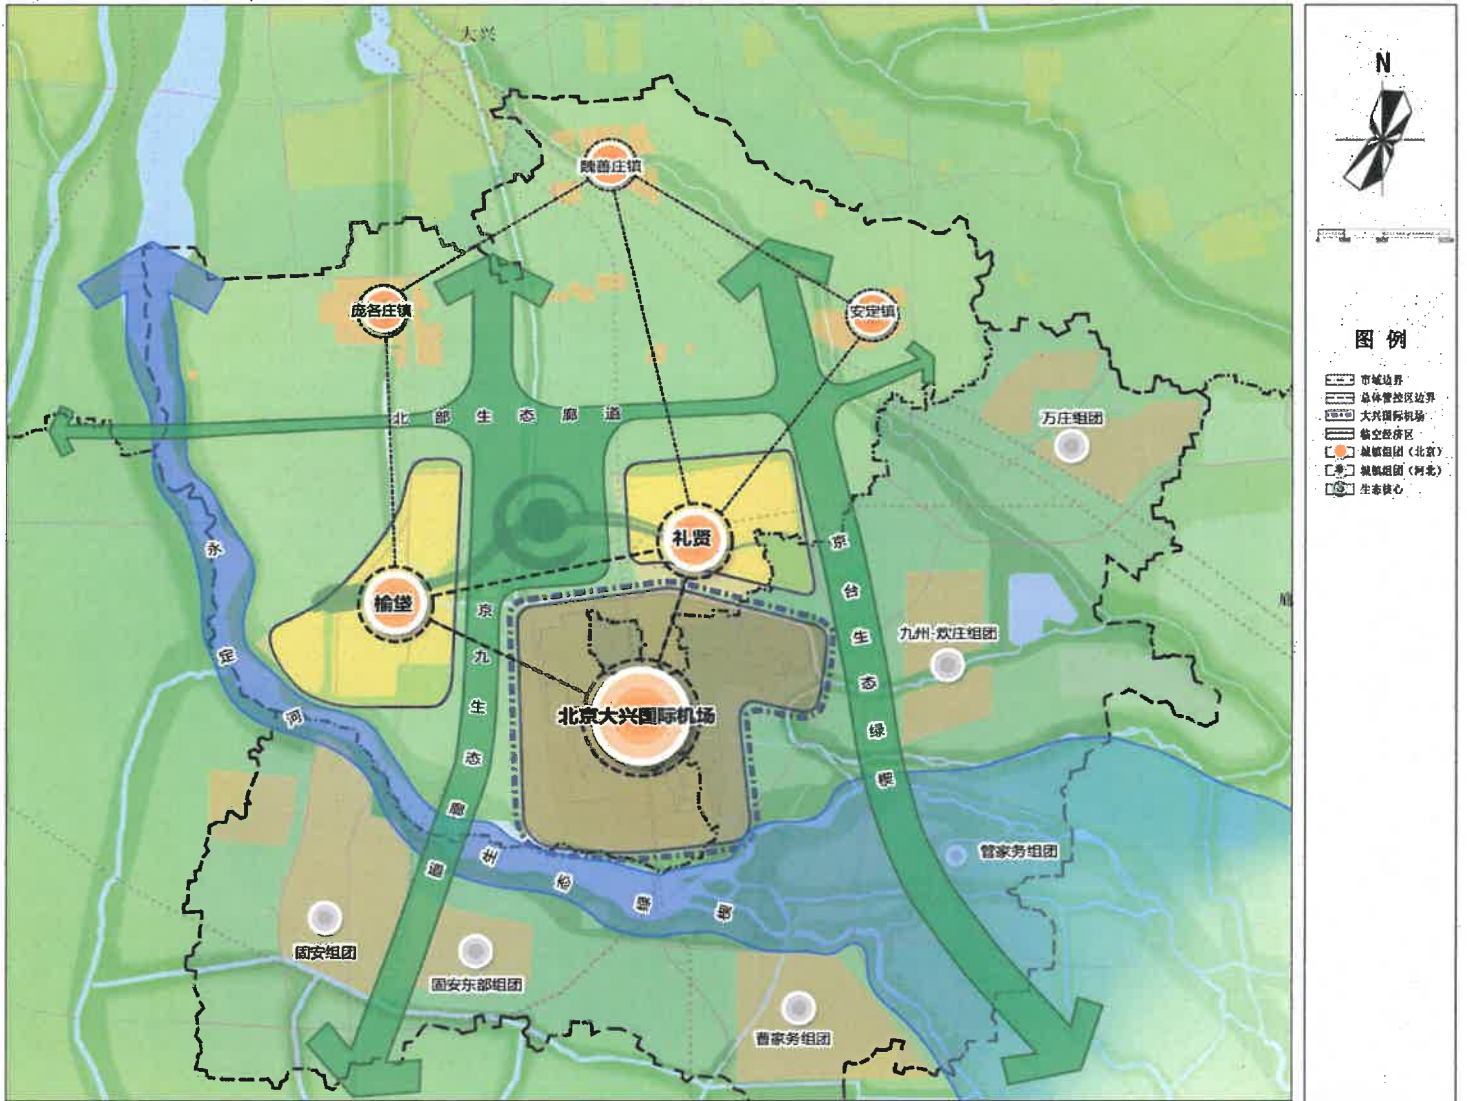 大兴
魏善庄镇
庞各庄镇
安定镇
北部生态廊道
万庄组团
礼贤
榆垡
京台生态绿楔
九州·炊庄组团
京九生态廊道
北京大兴国际机场
永定河生态绿楔
管家务组团
固安组团
固安东部组团
曹家务组团
廊
N
图例
市域边界
总体管控区边界
大兴国际机场
临空经济区
城镇组团（北京）
城镇组团（河北）
生态核心